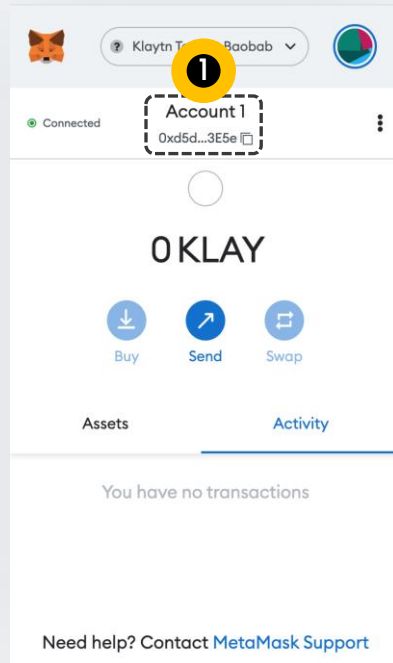 Klaytn T Baobab
1
Account 1
Connected
0xd5d...3E5e
0 KLAY
Buy Send Swap
Assets Activity
You have no transactions
Need help? Contact MetaMask Support